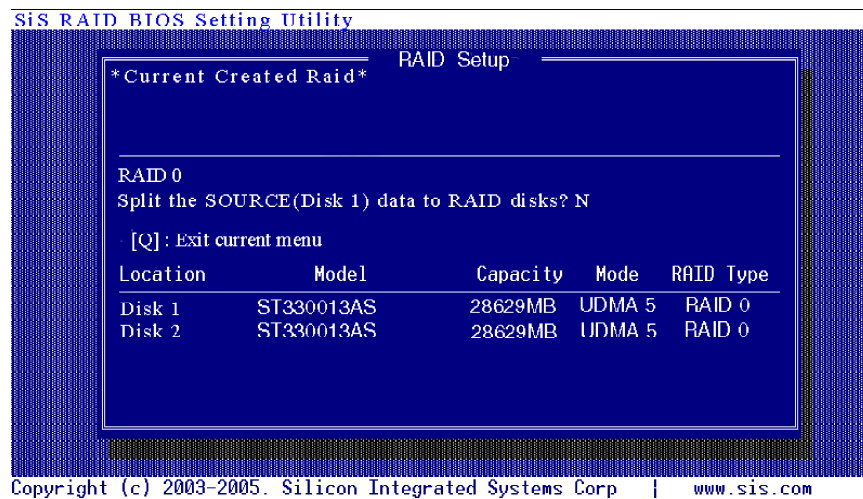 SiS RAID BIOS Setting Utility
RAID Setup
*Current Created Raid*
RAID 0
Split the SOURCE(Disk 1) data to RAID disks? N
[Q] : Exit current menu
Location Model Capacity Mode RAID Type
Disk 1 ST330013AS 28629MB UDMA 5 RAID 0
Disk 2 ST330013AS 28629MB UDMA 5 RAID 0
Copyright (c) 2003-2005. Silicon Integrated Systems Corp | www.sis.com